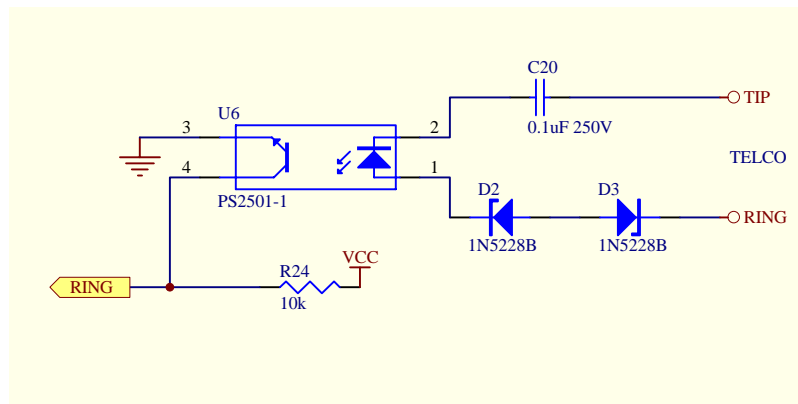 C20
TIP
U6
3
2
0.1uF 250V
TELCO
4
1
PS2501-1
D2
D3
RING
1N5228B
1N5228B
VCC
R24
RING
10k